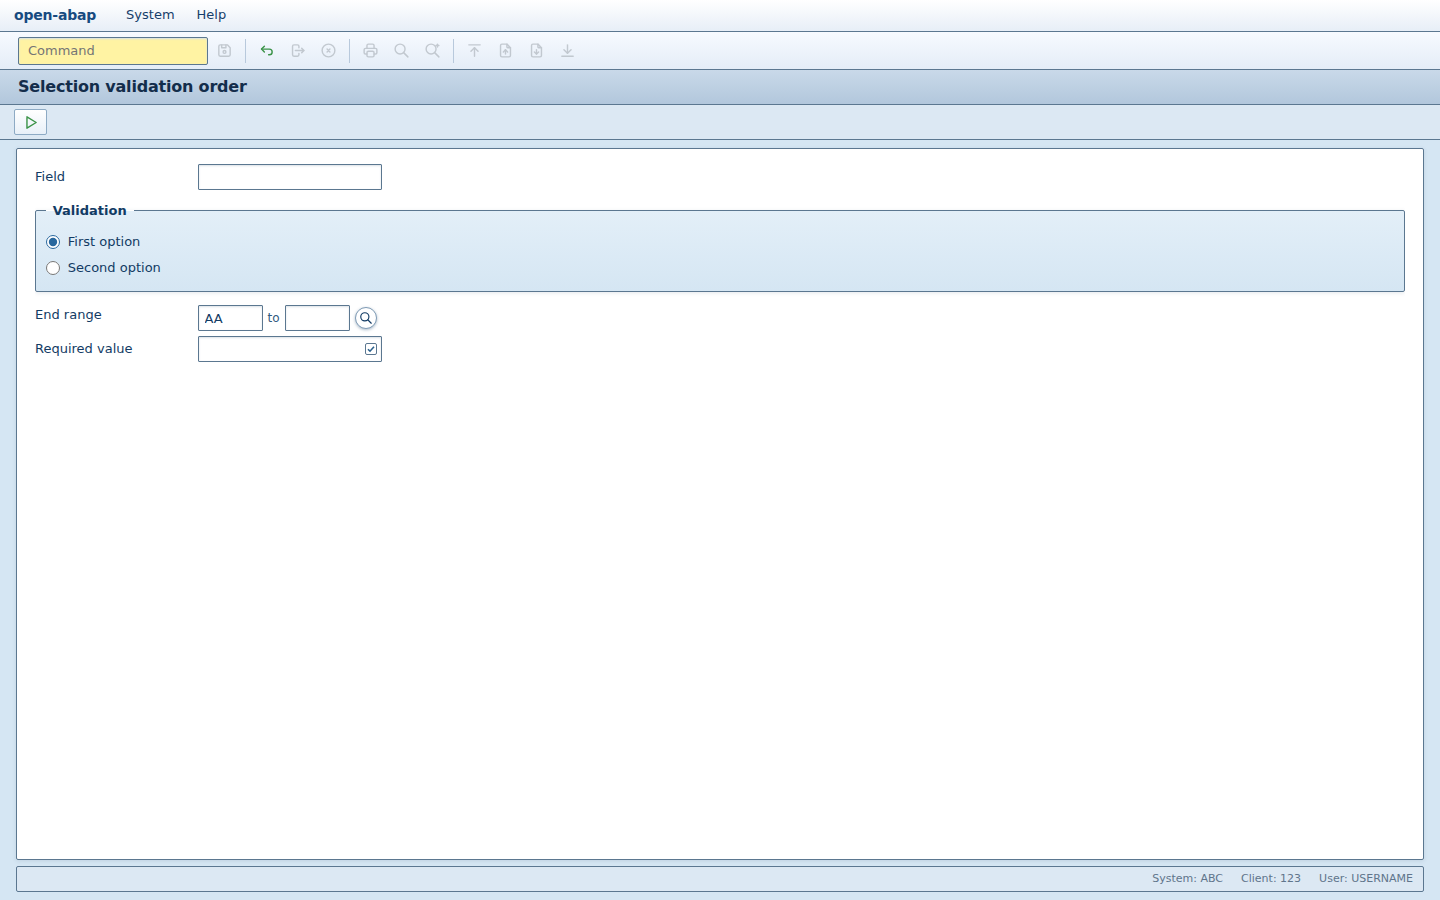 open-abap System Help
Command
Selection validation order
Field
Validation
First option
Second option
End range AA to
Required value
System: ABC Client: 123 User: USERNAME